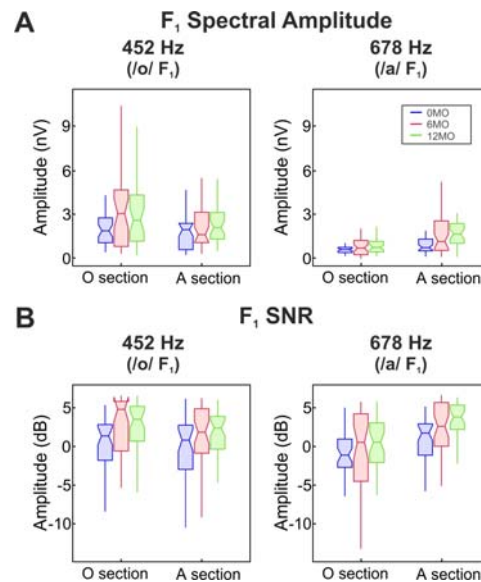 A
F₁ Spectral Amplitude
452 Hz
(/o/ F₁)
678 Hz
(/a/ F₁)
Amplitude (nV)
9
6
3
0
O section
A section
Amplitude (nV)
9
6
3
0
O section
A section
0MO
6MO
12MO
B
F₁ SNR
452 Hz
(/o/ F₁)
678 Hz
(/a/ F₁)
Amplitude (dB)
5
0
-5
-10
O section
A section
Amplitude (dB)
5
0
-5
-10
O section
A section